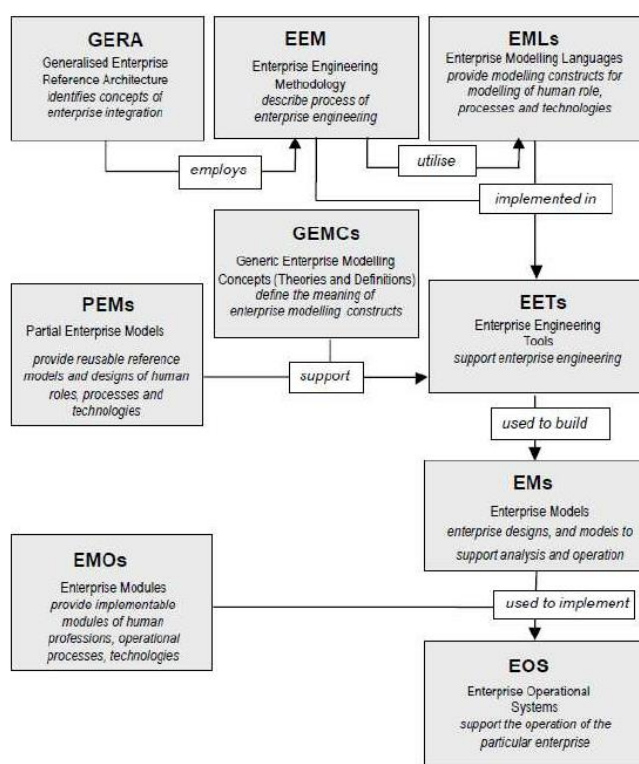 GERA
Generalised Enterprise
Reference Architecture
identifies concepts of
enterprise integration
EEM
Enterprise Engineering
Methodology
describe process of
enterprise engineering
EMLs
Enterprise Modelling Languages
provide modelling constructs for
modelling of human role,
processes and technologies
employs
utilise
implemented in
GEMCs
Generic Enterprise Modelling
Concepts (Theories and Definitions)
define the meaning of
enterprise modelling constructs
PEMs
Partial Enterprise Models
provide reusable reference
models and designs of human
roles, processes and
technologies
EETs
Enterprise Engineering
Tools
support enterprise engineering
support
used to build
EMs
Enterprise Models
enterprise designs, and models to
support analysis and operation
EMOs
Enterprise Modules
provide implementable
modules of human
professions, operational
processes, technologies
used to implement
EOS
Enterprise Operational
Systems
support the operation of the
particular enterprise